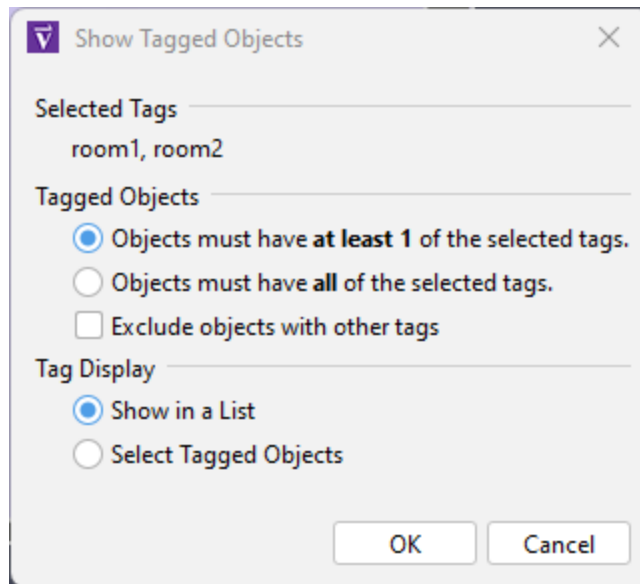 Show Tagged Objects
Selected Tags
room1, room2
Tagged Objects
Objects must have at least 1 of the selected tags.
Objects must have all of the selected tags.
Exclude objects with other tags
Tag Display
Show in a List
Select Tagged Objects
OK Cancel